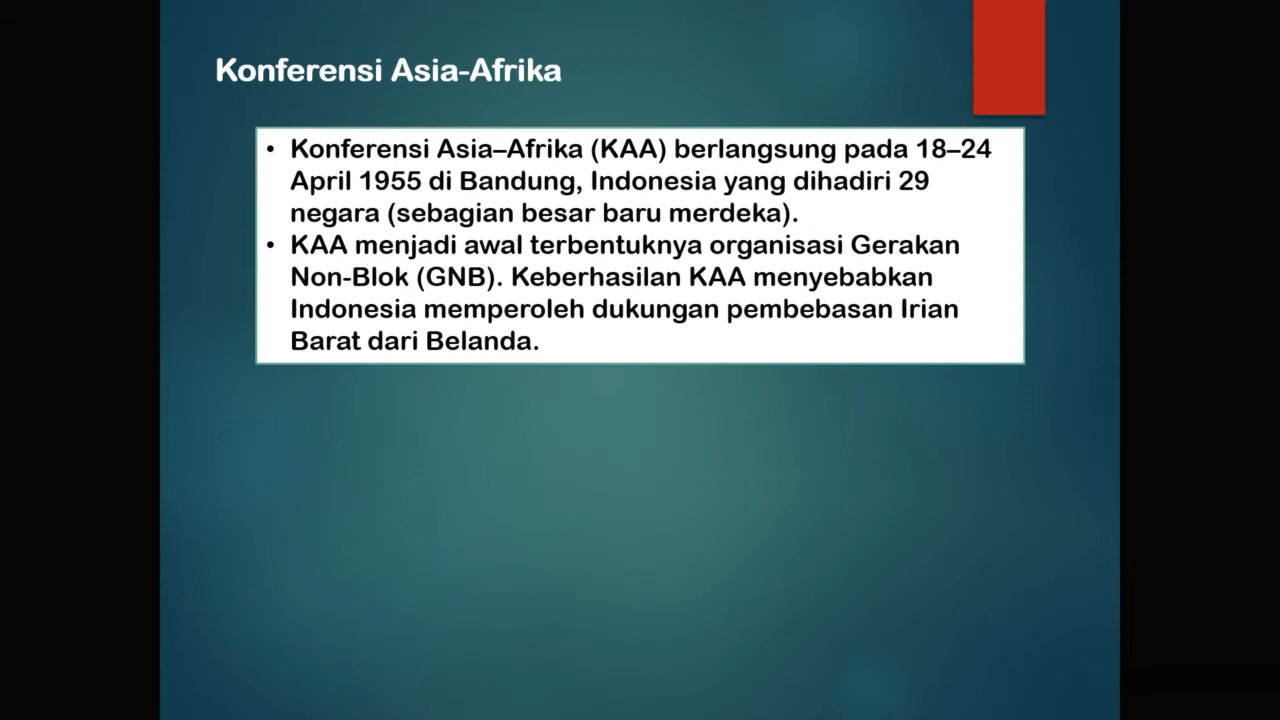 Konferensi Asia-Afrika
• Konferensi Asia–Afrika (KAA) berlangsung pada 18–24
April 1955 di Bandung, Indonesia yang dihadiri 29
negara (sebagian besar baru merdeka).
• KAA menjadi awal terbentuknya organisasi Gerakan
Non-Blok (GNB). Keberhasilan KAA menyebabkan
Indonesia memperoleh dukungan pembebasan Irian
Barat dari Belanda.